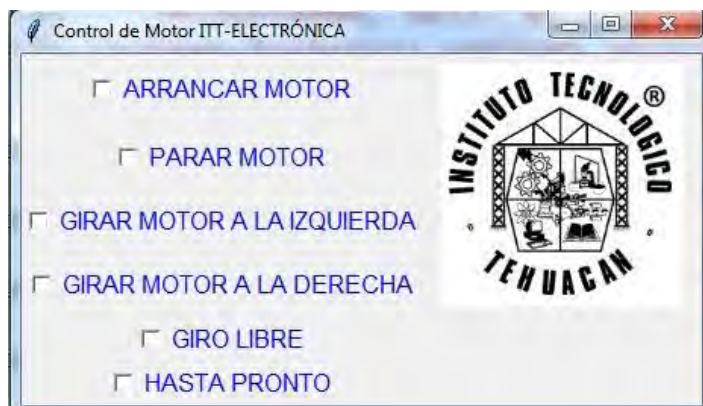 Control de Motor ITT-ELECTRÓNICA
ARRANCAR MOTOR
PARAR MOTOR
GIRAR MOTOR A LA IZQUIERDA
GIRAR MOTOR A LA DERECHA
GIRO LIBRE
HASTA PRONTO
INSTITUTO TECNOLOGICO ®
TEHUACAN